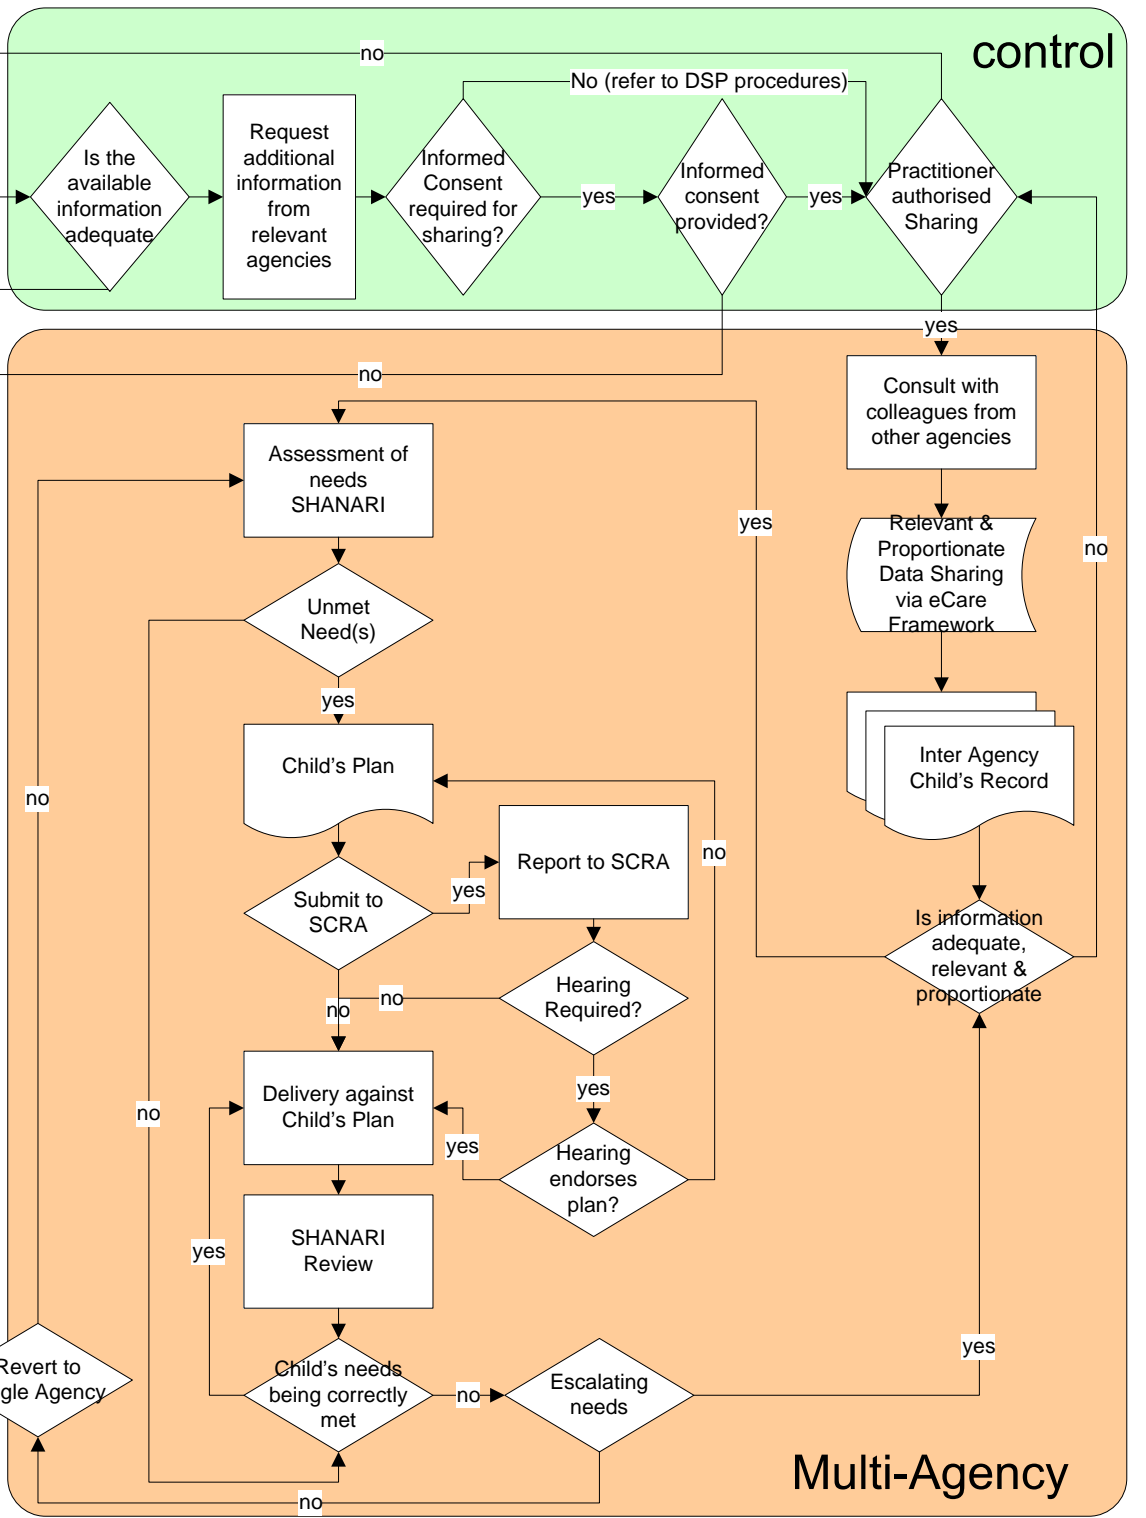 control
no
No (refer to DSP procedures)
Is the
available
information
adequate
Request
additional
information
from
relevant
agencies
Informed
Consent
required for
sharing?
yes
Informed
consent
provided?
yes
Practitioner
authorised
Sharing
yes
no
Consult with
colleagues from
other agencies
Assessment of
needs
SHANARI
yes
Relevant &
Proportionate
Data Sharing
via eCare
Framework
no
Unmet
Need(s)
yes
Child's Plan
Inter Agency
Child's Record
no
no
Report to SCRA
Submit to
SCRA
yes
Is information
adequate,
relevant &
proportionate
Hearing
Required?
no
no
yes
Delivery against
Child's Plan
no
yes
Hearing
endorses
plan?
SHANARI
Review
yes
yes
Revert to
gle Agency
Child's needs
being correctly
met
no
Escalating
needs
Multi-Agency
no